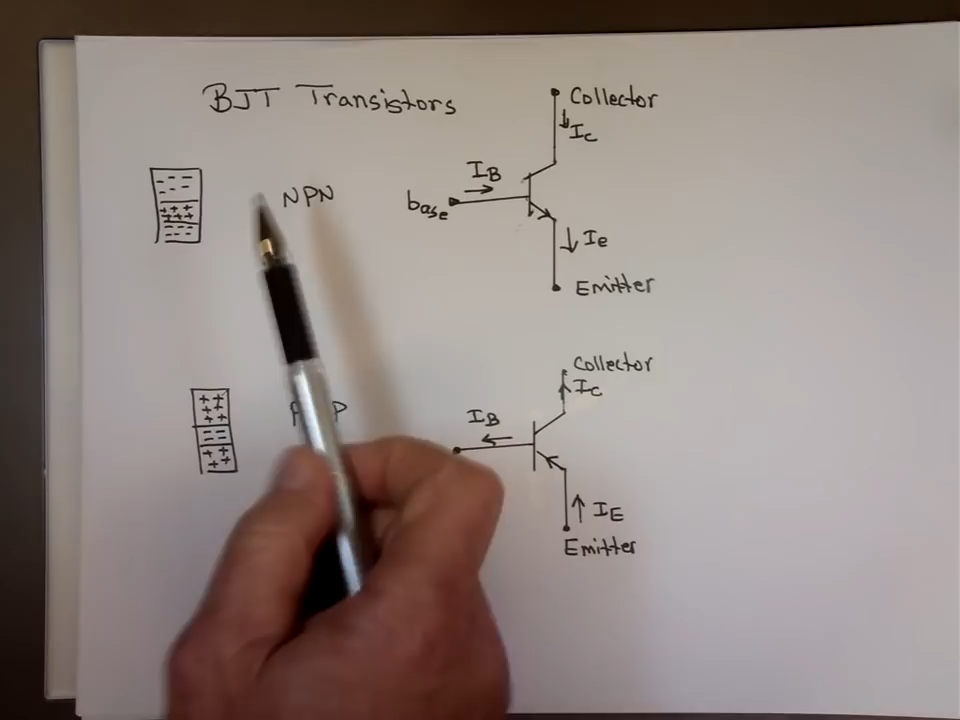 BJT Transistors
Collector
Ic
NPN
IB
base
Ie
Emitter
Collector
Ic
IB
IE
Emitter